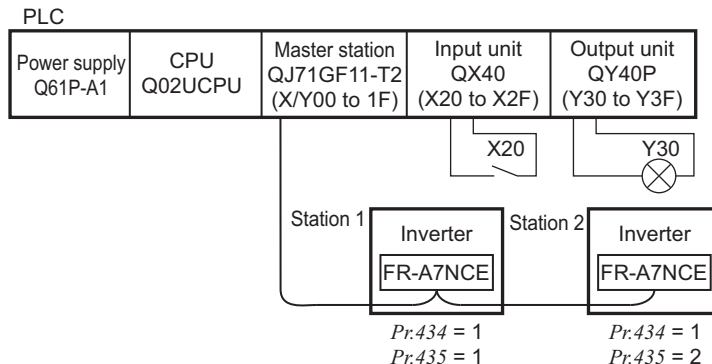 PLC
Power supply
Q61P-A1
CPU
Q02UCPU
Master station
QJ71GF11-T2
(X/Y00 to 1F)
Input unit
QX40
(X20 to X2F)
Output unit
QY40P
(Y30 to Y3F)
X20
Y30
Station 1
Inverter
FR-A7NCE
Station 2
Inverter
FR-A7NCE
Pr.434 = 1
Pr.435 = 1
Pr.434 = 1
Pr.435 = 2